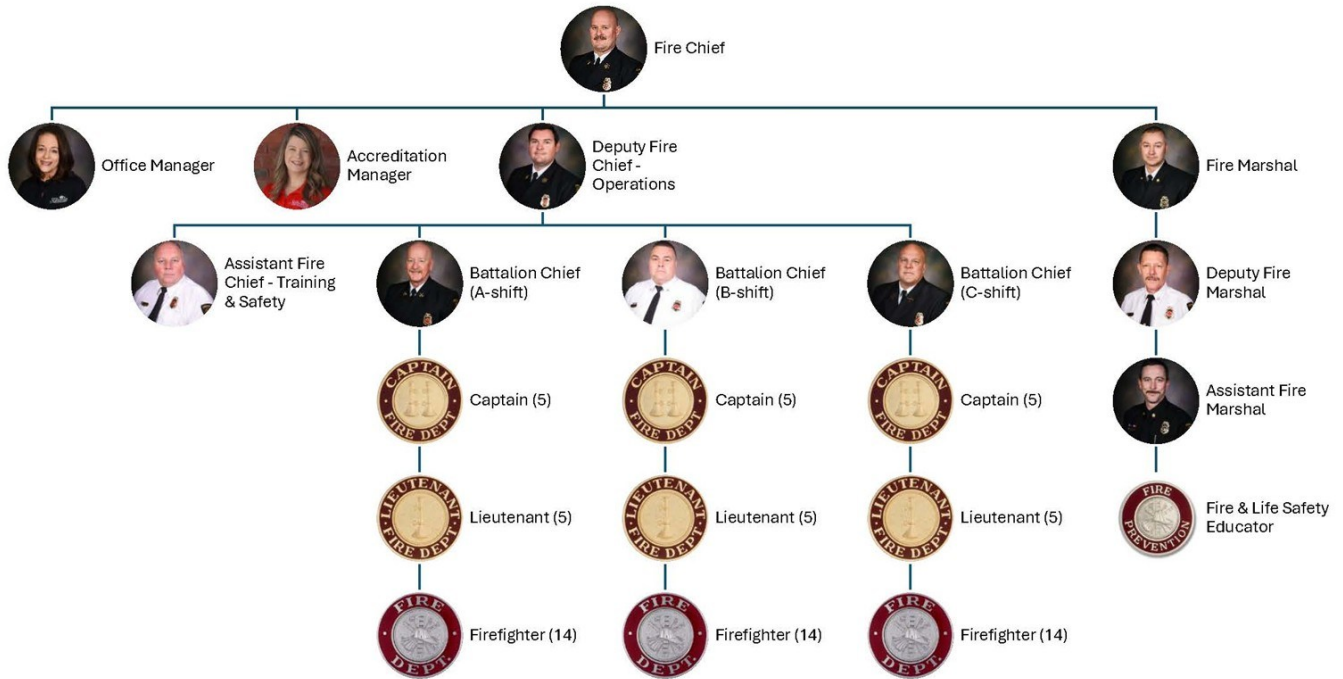 Fire Chief
Office Manager
Accreditation
Manager
Deputy Fire
Chief -
Operations
Fire Marshal
Assistant Fire
Chief - Training
& Safety
Battalion Chief
(A-shift)
Battalion Chief
(B-shift)
Battalion Chief
(C-shift)
Deputy Fire
Marshal
CAPTAIN
FIRE DEPT
Captain (5)
CAPTAIN
FIRE DEPT
Captain (5)
CAPTAIN
FIRE DEPT
Captain (5)
Assistant Fire
Marshal
LIEUTENANT
FIRE DEPT
Lieutenant (5)
LIEUTENANT
FIRE DEPT
Lieutenant (5)
LIEUTENANT
FIRE DEPT
Lieutenant (5)
FIRE
PREVENTION
Fire & Life Safety
Educator
FIRE
DEPT.
Firefighter (14)
FIRE
DEPT.
Firefighter (14)
FIRE
DEPT.
Firefighter (14)